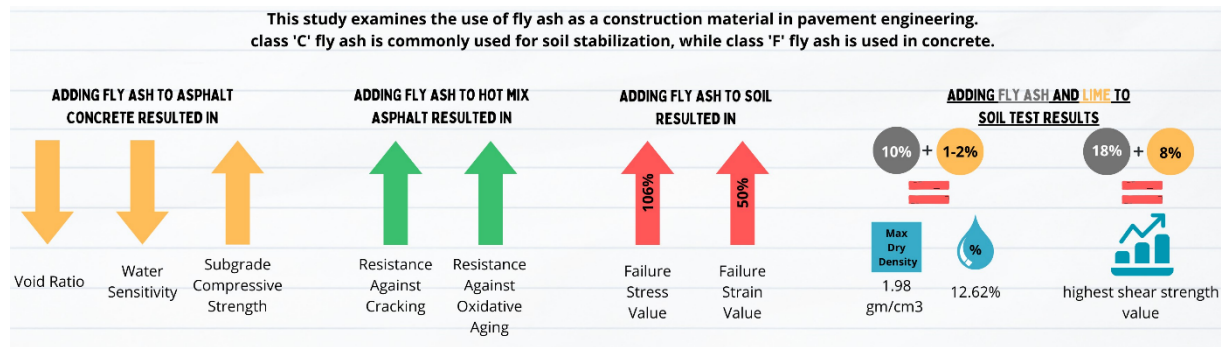 This study examines the use of fly ash as a construction material in pavement engineering.
class 'C' fly ash is commonly used for soil stabilization, while class 'F' fly ash is used in concrete.
ADDING FLY ASH TO ASPHALT
CONCRETE RESULTED IN
Void Ratio
Water
Sensitivity
Subgrade
Compressive
Strength
ADDING FLY ASH TO HOT MIX
ASPHALT RESULTED IN
Resistance
Against
Cracking
Resistance
Against
Oxidative
Aging
ADDING FLY ASH TO SOIL
RESULTED IN
106%
50%
Failure
Stress
Value
Failure
Strain
Value
ADDING FLY ASH AND LIME TO
SOIL TEST RESULTS
10% + 1-2%
=
Max
Dry
Density
%
1.98
gm/cm3
12.62%
18% + 8%
=
highest shear strength
value